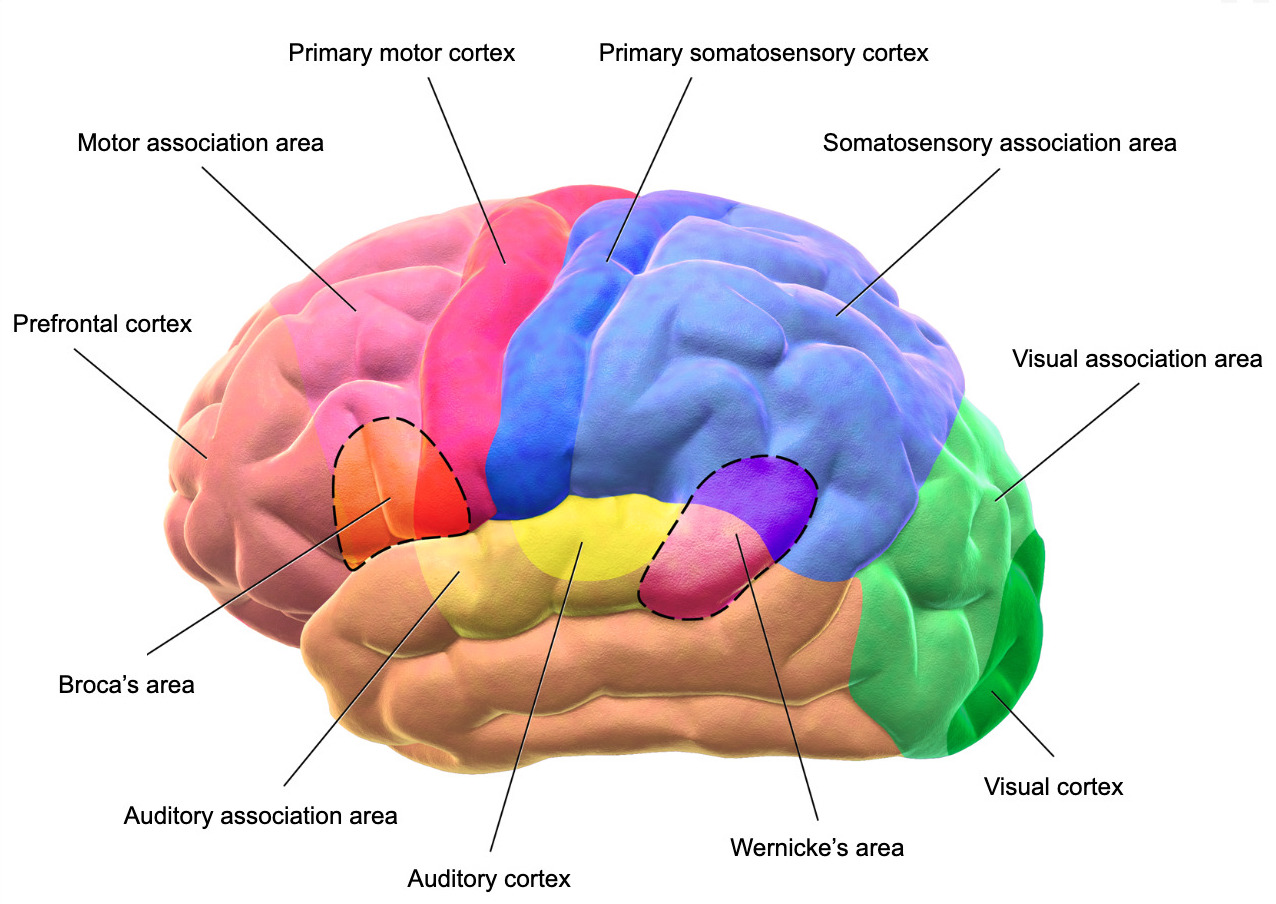 Primary motor cortex
Primary somatosensory cortex
Motor association area
Somatosensory association area
Prefrontal cortex
Visual association area
Broca’s area
Visual cortex
Auditory association area
Wernicke’s area
Auditory cortex